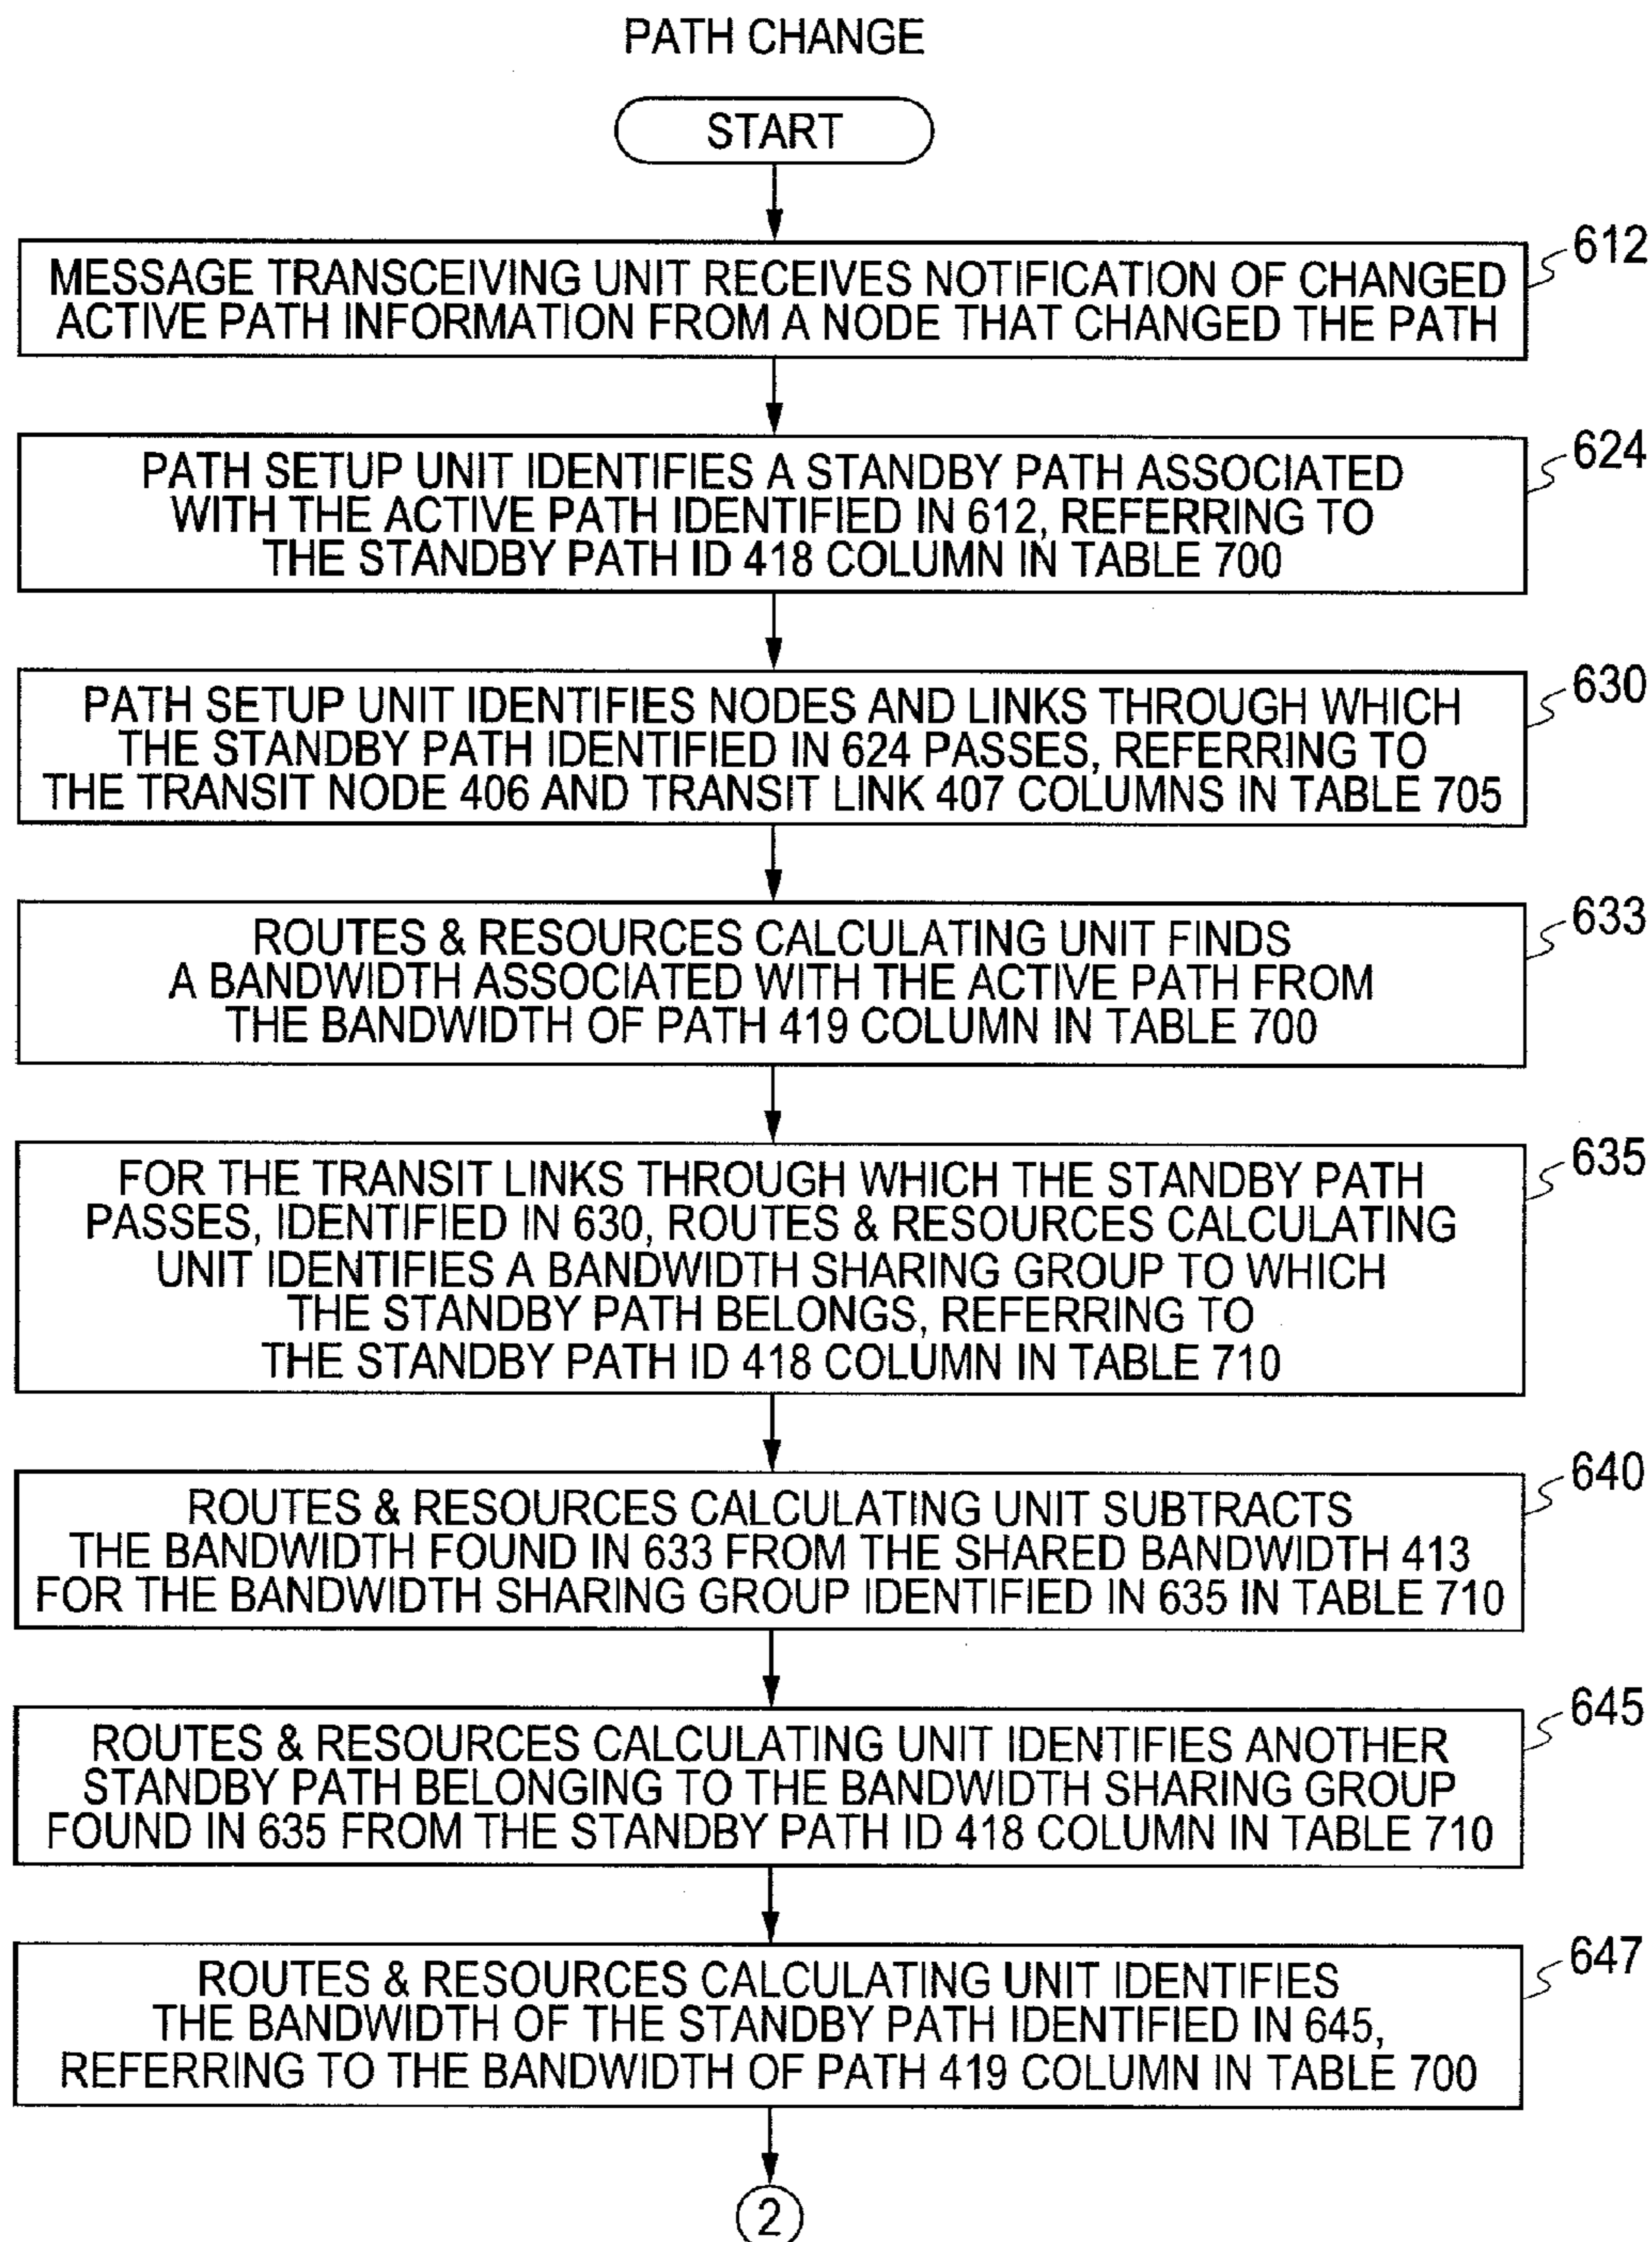 PATH CHANGE
START
612
MESSAGE TRANSCEIVING UNIT RECEIVES NOTIFICATION OF CHANGED
ACTIVE PATH INFORMATION FROM A NODE THAT CHANGED THE PATH
624
PATH SETUP UNIT IDENTIFIES A STANDBY PATH ASSOCIATED
WITH THE ACTIVE PATH IDENTIFIED IN 612, REFERRING TO
THE STANDBY PATH ID 418 COLUMN IN TABLE 700
630
PATH SETUP UNIT IDENTIFIES NODES AND LINKS THROUGH WHICH
THE STANDBY PATH IDENTIFIED IN 624 PASSES, REFERRING TO
THE TRANSIT NODE 406 AND TRANSIT LINK 407 COLUMNS IN TABLE 705
633
ROUTES & RESOURCES CALCULATING UNIT FINDS
A BANDWIDTH ASSOCIATED WITH THE ACTIVE PATH FROM
THE BANDWIDTH OF PATH 419 COLUMN IN TABLE 700
635
FOR THE TRANSIT LINKS THROUGH WHICH THE STANDBY PATH
PASSES, IDENTIFIED IN 630, ROUTES & RESOURCES CALCULATING
UNIT IDENTIFIES A BANDWIDTH SHARING GROUP TO WHICH
THE STANDBY PATH BELONGS, REFERRING TO
THE STANDBY PATH ID 418 COLUMN IN TABLE 710
640
ROUTES & RESOURCES CALCULATING UNIT SUBTRACTS
THE BANDWIDTH FOUND IN 633 FROM THE SHARED BANDWIDTH 413
FOR THE BANDWIDTH SHARING GROUP IDENTIFIED IN 635 IN TABLE 710
645
ROUTES & RESOURCES CALCULATING UNIT IDENTIFIES ANOTHER
STANDBY PATH BELONGING TO THE BANDWIDTH SHARING GROUP
FOUND IN 635 FROM THE STANDBY PATH ID 418 COLUMN IN TABLE 710
647
ROUTES & RESOURCES CALCULATING UNIT IDENTIFIES
THE BANDWIDTH OF THE STANDBY PATH IDENTIFIED IN 645,
REFERRING TO THE BANDWIDTH OF PATH 419 COLUMN IN TABLE 700
2